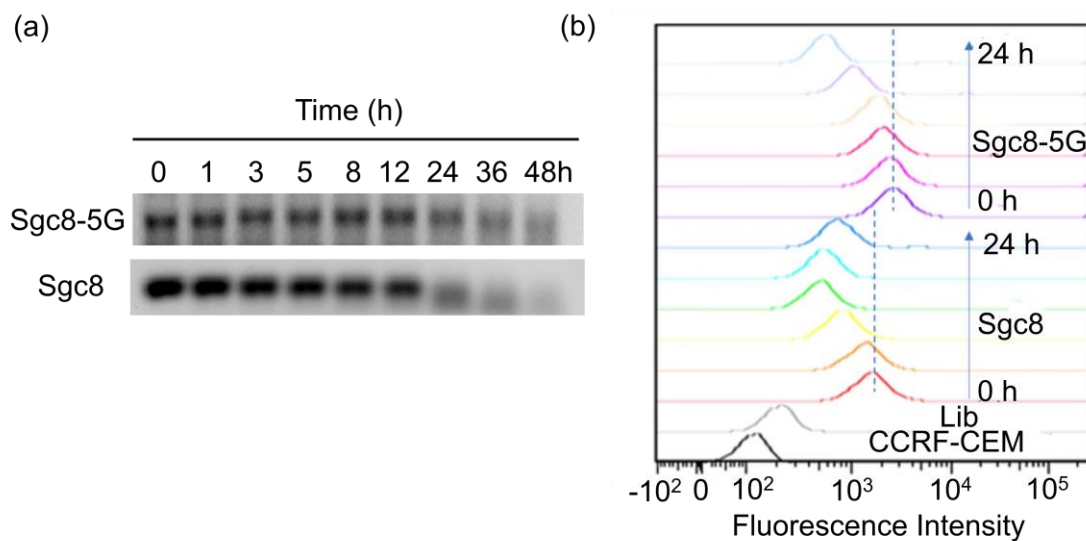 (a)
Time (h)
0 1 3 5 8 12 24 36 48h
Sgc8-5G
Sgc8
(b)
24 h
Sgc8-5G
0 h
24 h
Sgc8
0 h
Lib
CCRF-CEM
-10² 0 10² 10³ 10⁴ 10⁵
Fluorescence Intensity